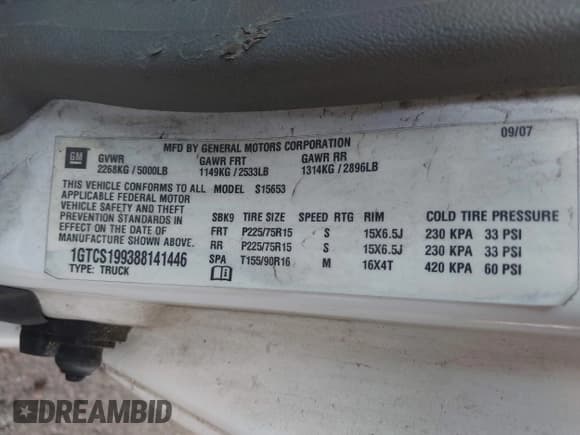 09/07
MFD BY GENERAL MOTORS CORPORATION
GM GVWR GAWR FRT GAWR RR
2268KG / 5000LB 1149KG / 2533LB 1314KG / 2896LB
THIS VEHICLE CONFORMS TO ALL MODEL S15653
APPLICABLE FEDERAL MOTOR
VEHICLE SAFETY AND THEFT
PREVENTION STANDARDS IN
EFFECT ON THE DATE OF
MANUFACTURE SHOWN ABOVE.
1GTCS199388141446
TYPE: TRUCK
SBK9 TIRE SIZE SPEED RTG RIM COLD TIRE PRESSURE
FRT P225/75R15 S 15X6.5J 230 KPA 33 PSI
RR P225/75R15 S 15X6.5J 230 KPA 33 PSI
SPA T155/90R16 M 16X4T 420 KPA 60 PSI
DREAMBID